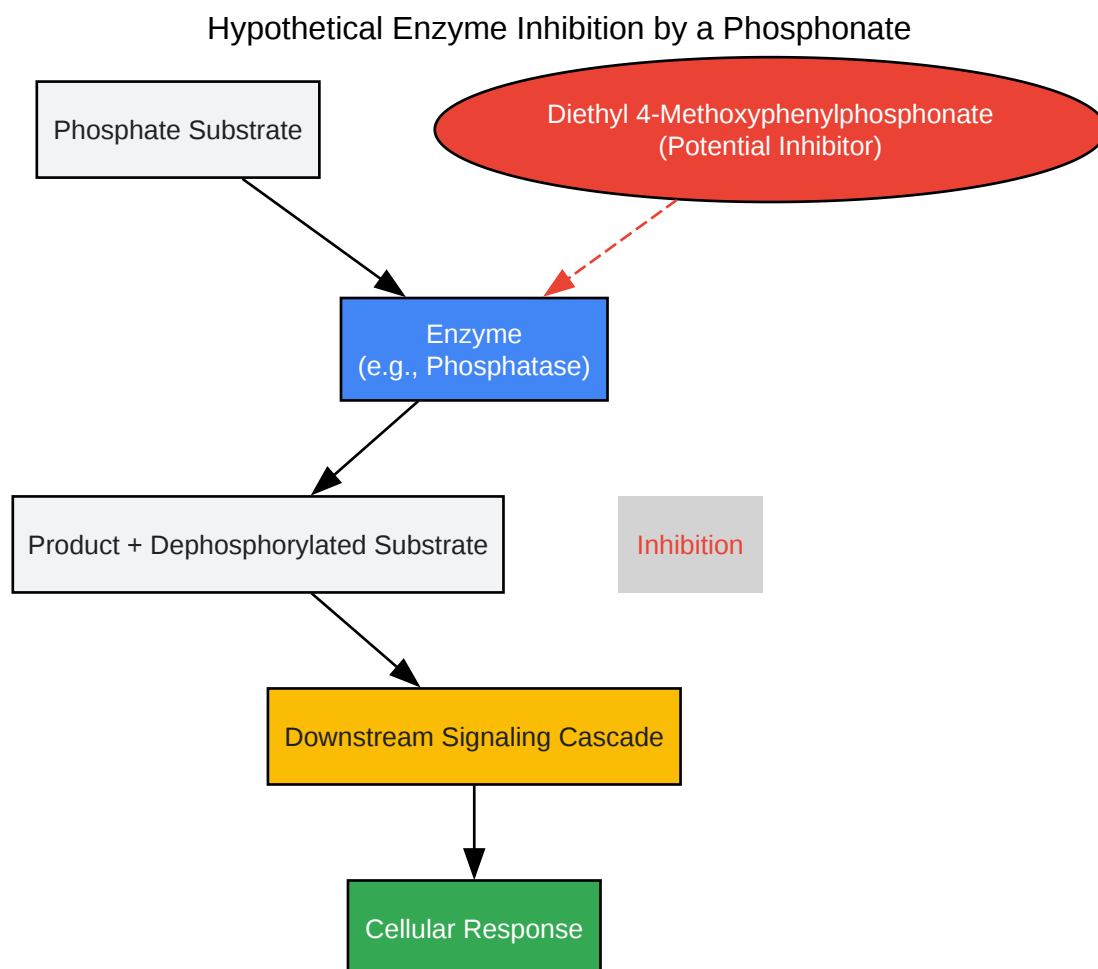 Hypothetical Enzyme Inhibition by a Phosphonate
Phosphate Substrate
Diethyl 4-Methoxyphenylphosphonate
(Potential Inhibitor)
Enzyme
(e.g., Phosphatase)
Product + Dephosphorylated Substrate
Inhibition
Downstream Signaling Cascade
Cellular Response